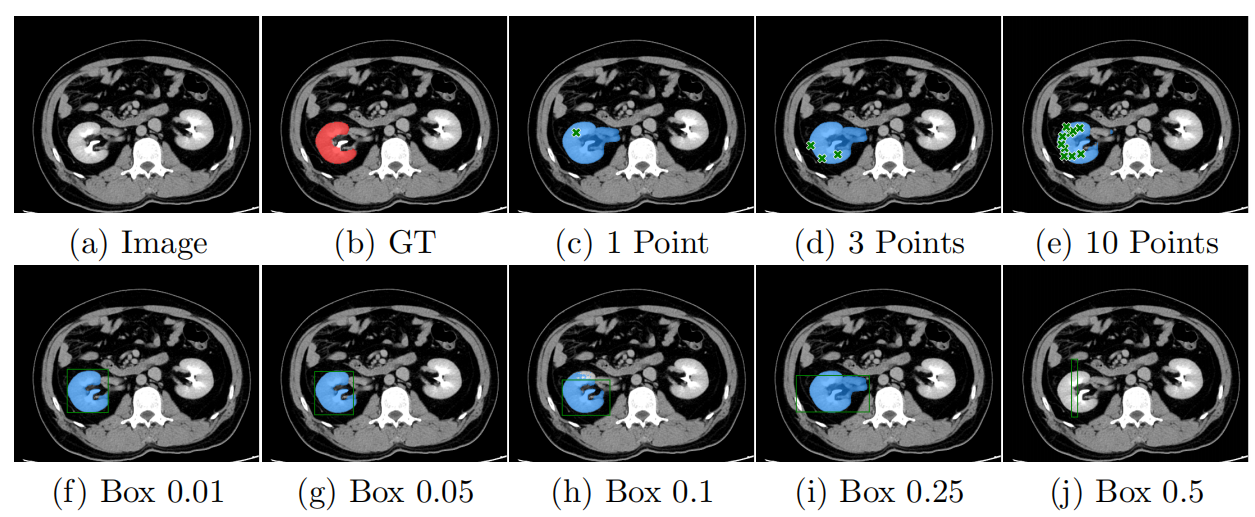 (a) Image (b) GT (c) 1 Point (d) 3 Points (e) 10 Points
(f) Box 0.01 (g) Box 0.05 (h) Box 0.1 (i) Box 0.25 (j) Box 0.5